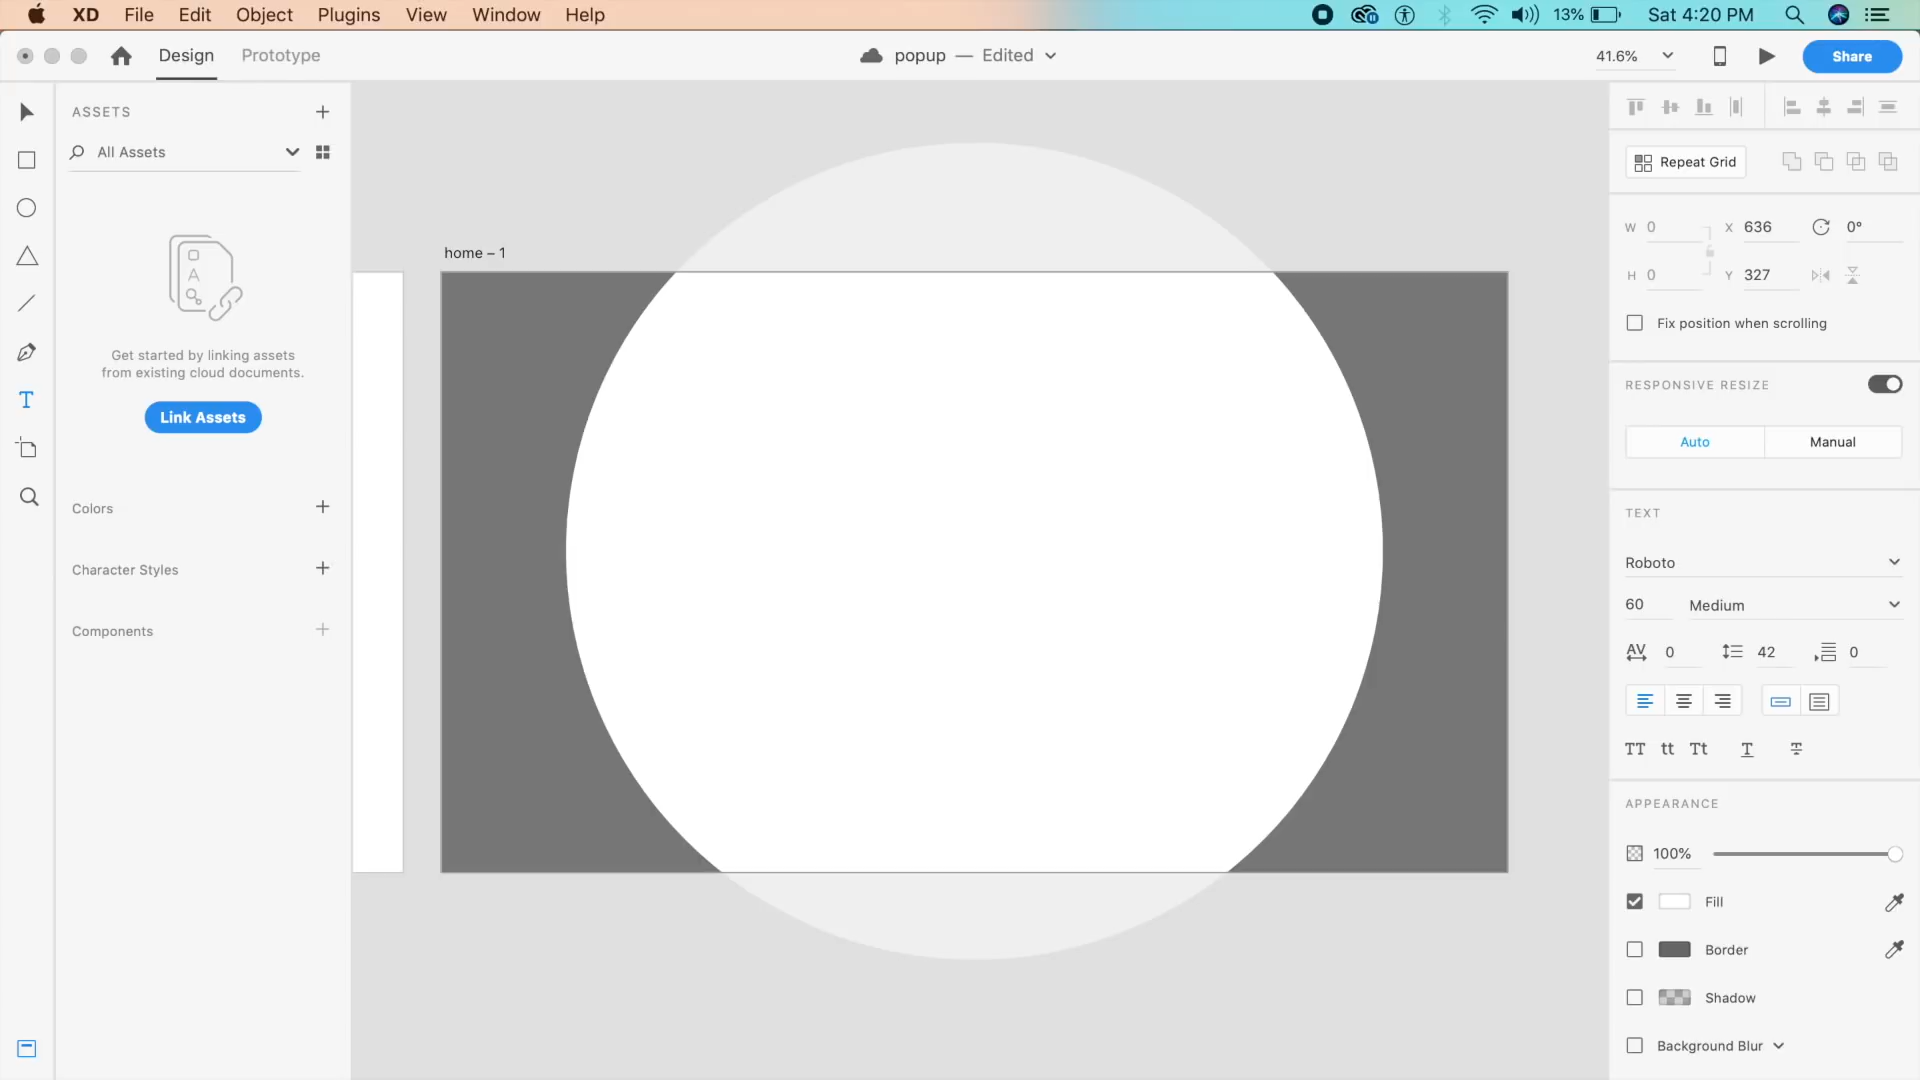 XD File Edit Object Plugins View Window Help 13% Sat 4:20 PM
Design Prototype popup — Edited 41.6% Share
ASSETS
All Assets
A
Get started by linking assets
from existing cloud documents.
Link Assets
Colors
Character Styles
Components
home – 1
Repeat Grid
W 0 X 636 0°
H 0 Y 327
Fix position when scrolling
RESPONSIVE RESIZE
Auto Manual
TEXT
Roboto
60 Medium
AV 0 42 0
TT tt Tt T T
APPEARANCE
100%
Fill
Border
Shadow
Background Blur